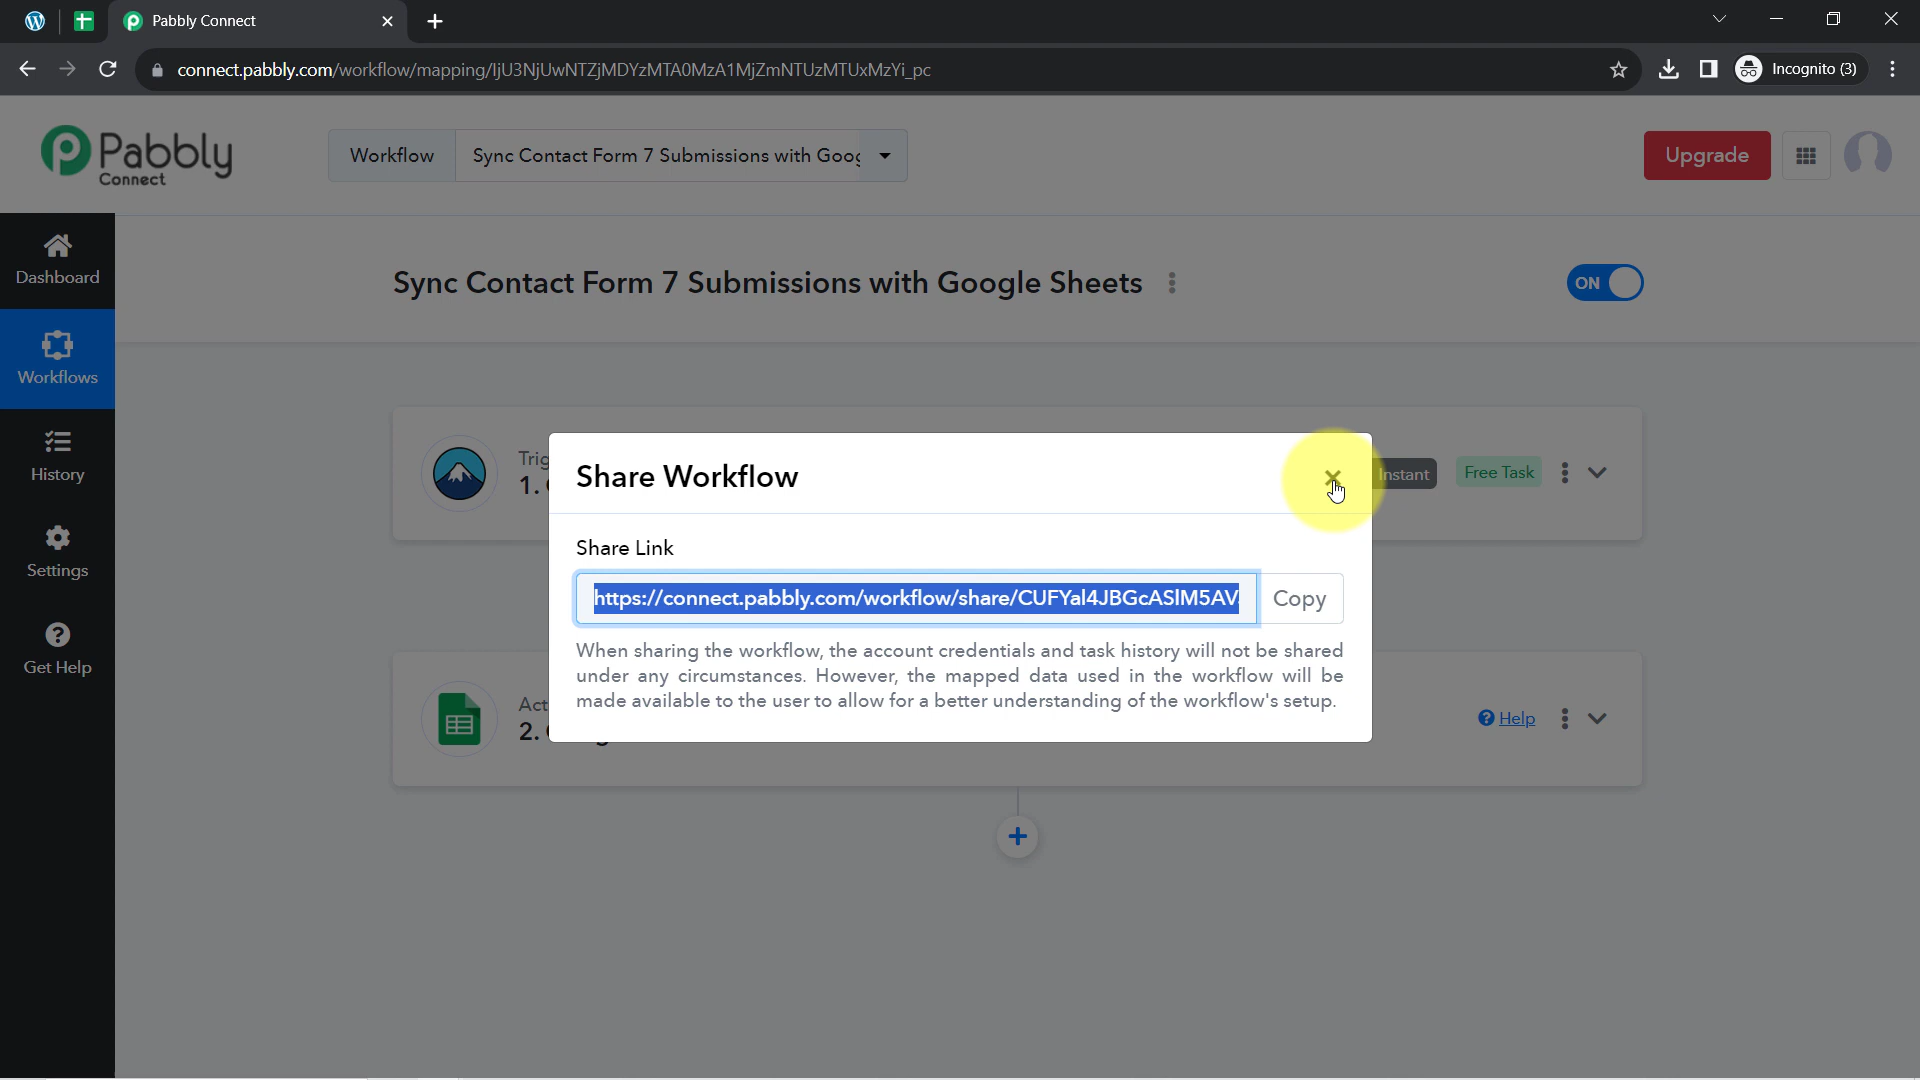 Pabbly Connect
connect.pabbly.com/workflow/mapping/IjU3NjUwNTZjMDYzMTA0MzA1MjZmNTUzMTUxMzYi_pc
Incognito (3)
Pabbly
Connect
Workflow
Sync Contact Form 7 Submissions with Goog
Upgrade
Dashboard
Workflows
History
Settings
Get Help
Sync Contact Form 7 Submissions with Google Sheets
ON
Trig
1.
Instant
Free Task
Share Workflow
Share Link
https://connect.pabbly.com/workflow/share/CUFYal4JBGcASlM5AV
Copy
When sharing the workflow, the account credentials and task history will not be shared
under any circumstances. However, the mapped data used in the workflow will be
made available to the user to allow for a better understanding of the workflow's setup.
Act
2.
Help